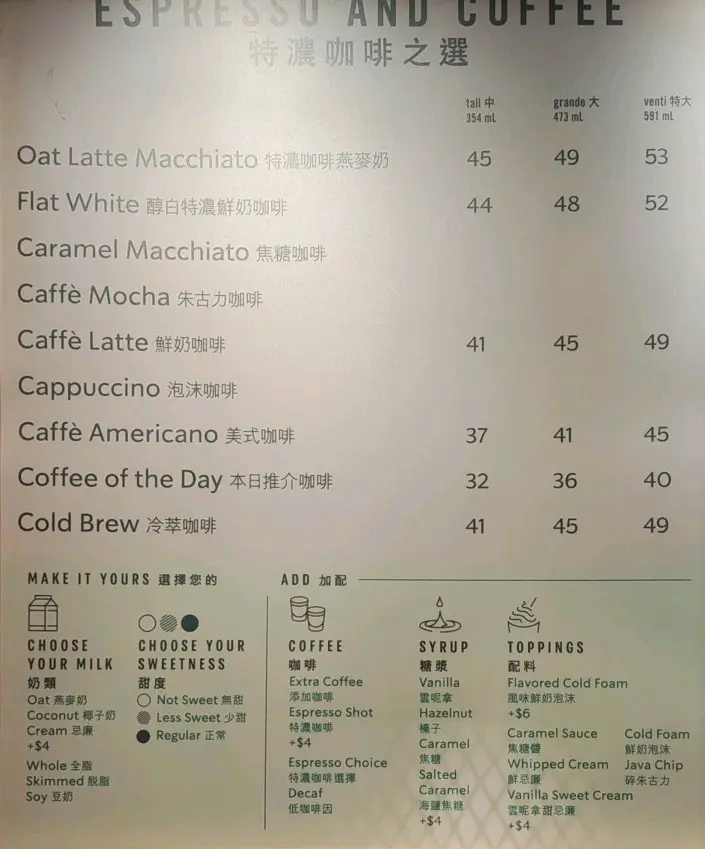 ESPRESSO AND COFFEE
特濃咖啡之選
tall 中 grande 大 venti 特大
354 mL 473 mL 591 mL
Oat Latte Macchiato 特濃咖啡燕麥奶 45 49 53
Flat White 醇白特濃鮮奶咖啡 44 48 52
Caramel Macchiato 焦糖咖啡
Caffè Mocha 朱古力咖啡
Caffè Latte 鮮奶咖啡 41 45 49
Cappuccino 泡沫咖啡
Caffè Americano 美式咖啡 37 41 45
Coffee of the Day 本日推介咖啡 32 36 40
Cold Brew 冷萃咖啡 41 45 49
MAKE IT YOURS 選擇您的
CHOOSE
YOUR MILK
奶類
Oat 燕麥奶
Coconut 椰子奶
Cream 忌廉
+$4
Whole 全脂
Skimmed 脱脂
Soy 豆奶
CHOOSE YOUR
SWEETNESS
甜度
Not Sweet 無甜
Less Sweet 少甜
Regular 正常
ADD 加配
COFFEE
咖啡
Extra Coffee
添加咖啡
Espresso Shot
特濃咖啡
+$4
Espresso Choice
特濃咖啡選擇
Decaf
低咖啡因
SYRUP
糖漿
Vanilla
雲呢拿
Hazelnut
榛子
Caramel
焦糖
Salted
Caramel
海鹽焦糖
+$4
TOPPINGS
配料
Flavored Cold Foam
風味鮮奶泡沫
+$6
Caramel Sauce
焦糖醬
Whipped Cream
鮮忌廉
Vanilla Sweet Cream
雲呢拿甜忌廉
+$4
Cold Foam
鮮奶泡沫
Java Chip
碎朱古力